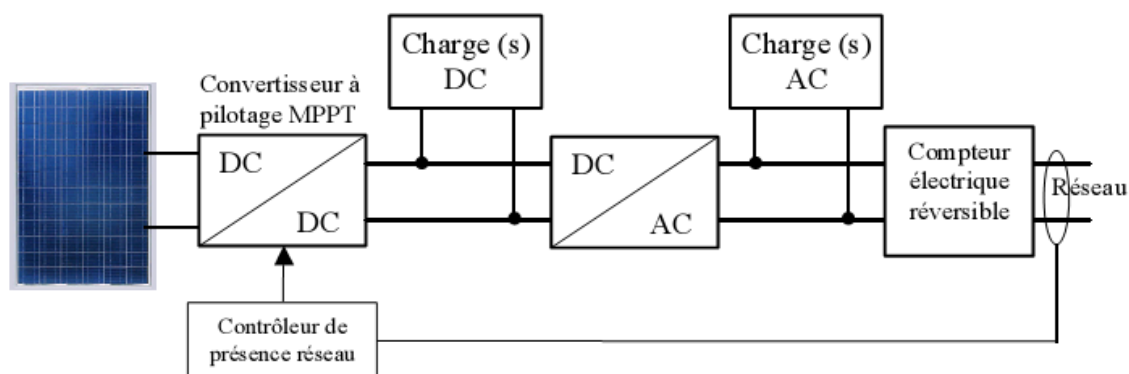 Charge (s)
DC
Charge (s)
AC
Convertisseur à
pilotage MPPT
DC
DC
DC
AC
Compteur
électrique
réversible
Réseau
Contrôleur de
présence réseau